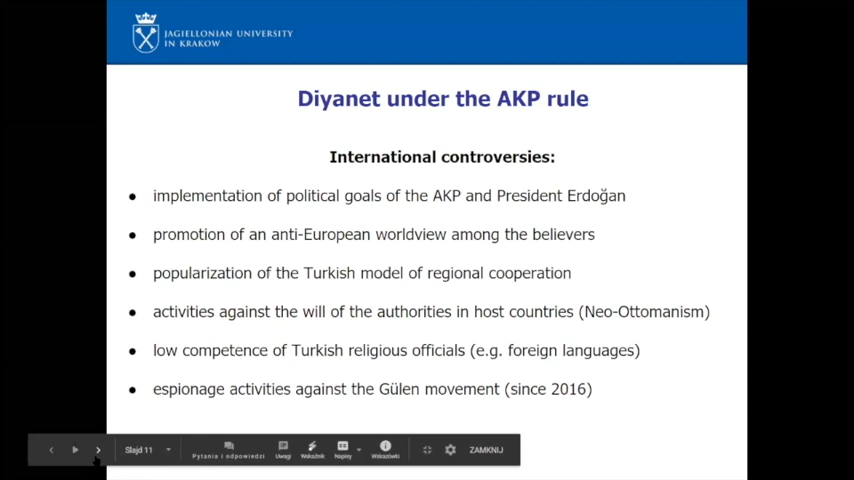 JAGIELLONIAN UNIVERSITY
IN KRAKOW
Diyanet under the AKP rule
International controversies:
● implementation of political goals of the AKP and President Erdoğan
● promotion of an anti-European worldview among the believers
● popularization of the Turkish model of regional cooperation
● activities against the will of the authorities in host countries (Neo-Ottomanism)
● low competence of Turkish religious officials (e.g. foreign languages)
● espionage activities against the Gülen movement (since 2016)
Slajd 11 Pytania i odpowiedzi Uwagi Wskaźnik Napisy Wskazówki ZAMKNIJ